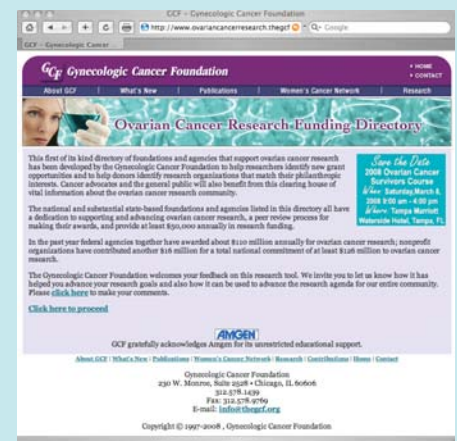 GCF - Gynecologic Cancer Foundation
http://www.ovariancancerresearch.thegcf
Google
GCF - Gynecologic Cancer ...
GCF Gynecologic Cancer Foundation
HOME
CONTACT
About GCF | What's New | Publications | Women's Cancer Network | Research
Ovarian Cancer Research Funding Directory
This first of its kind directory of foundations and agencies that support ovarian cancer research
has been developed by the Gynecologic Cancer Foundation to help researchers identify new grant
opportunities and to help donors identify research organizations that match their philanthropic
interests. Cancer advocates and the general public will also benefit from this clearing house of
vital information about the ovarian cancer research community.
Save the Date
2008 Ovarian Cancer
Survivors Course
When: Saturday, March 8,
2008 9:00 am - 4:00 pm
Where: Tampa Marriott
Waterside Hotel, Tampa, FL
The national and substantial state-based foundations and agencies listed in this directory all have
a dedication to supporting and advancing ovarian cancer research, a peer review process for
making their awards, and provide at least $50,000 annually in research funding.
In the past year federal agencies together have awarded about $110 million annually for ovarian cancer research; nonprofit
organizations have contributed another $16 million for a total national commitment of at least $126 million to ovarian cancer
research.
The Gynecologic Cancer Foundation welcomes your feedback on this research tool. We invite you to let us know how it has
helped you advance your research goals and also how it can be used to advance the research agenda for our entire community.
Please click here to make your comments.
Click here to proceed
AMGEN
GCF gratefully acknowledges Amgen for its unrestricted educational support.
About GCF | What's New | Publications | Women's Cancer Network | Research | Contributions | Home | Contact
Gynecologic Cancer Foundation
230 W. Monroe, Suite 2528 • Chicago, IL 60606
312.578.1439
Fax: 312.578.9769
E-mail: info@thegcf.org
Copyright © 1997-2008 , Gynecologic Cancer Foundation